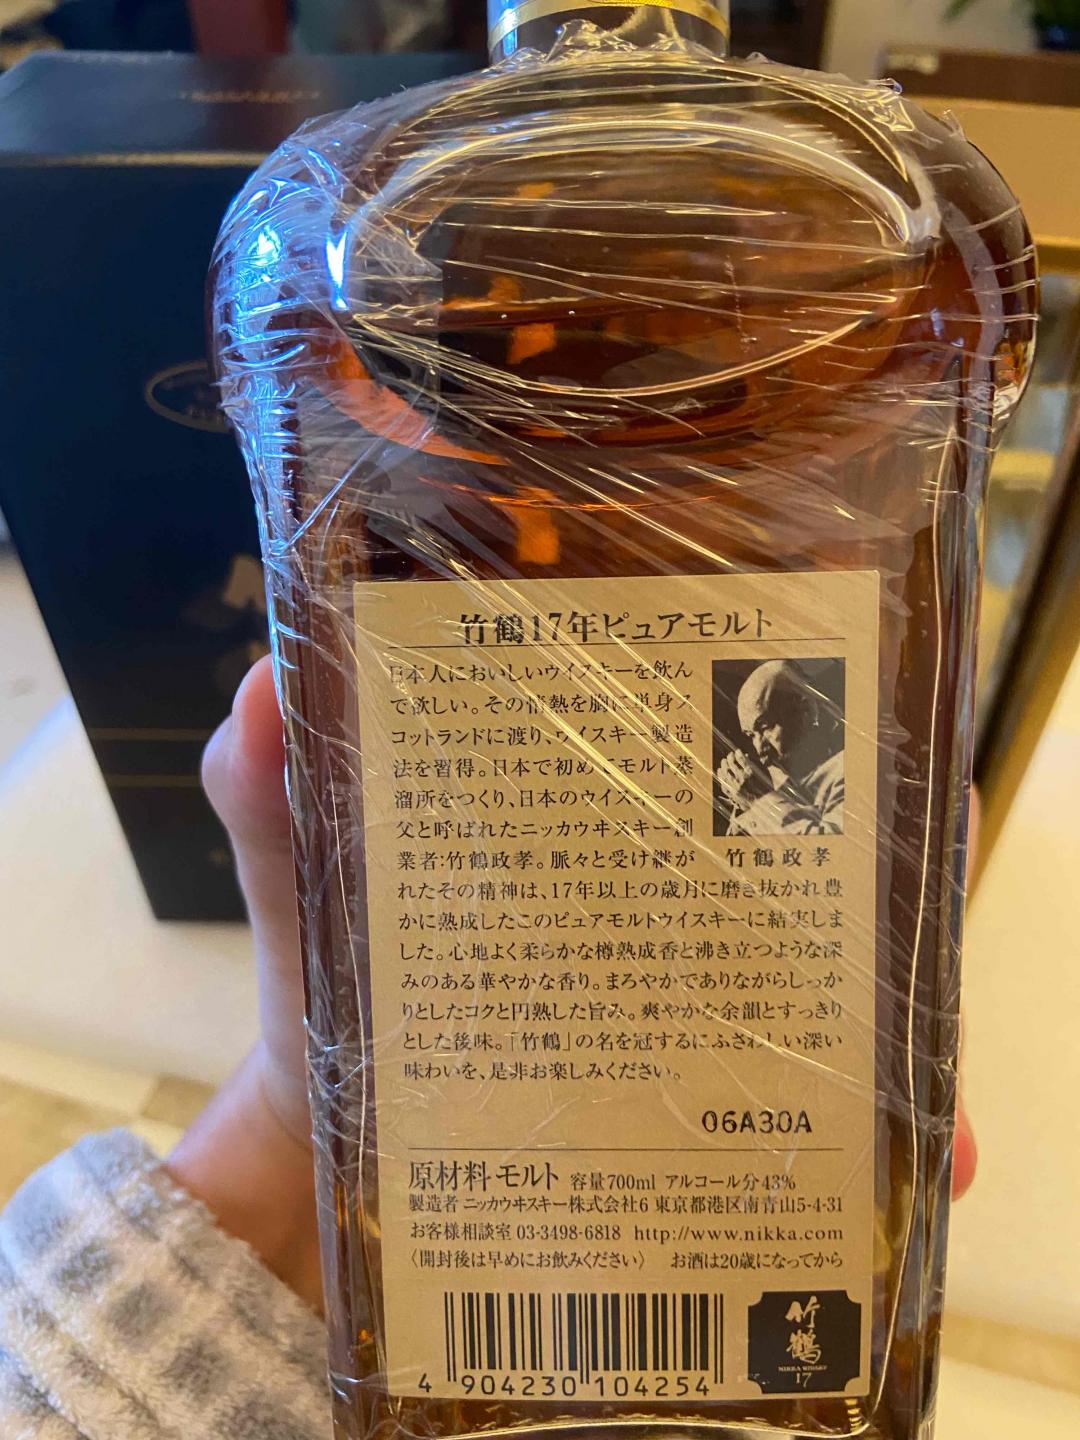 竹鶴17年ピュアモルト
日本人においしいウイスキーを飲ん
で欲しい。その情熱を胸に単身ス
コットランドに渡り、ウイスキー製造
法を習得。日本で初めてモルト蒸
溜所をつくり、日本のウイスキーの
父と呼ばれたニッカウヰスキー創
業者:竹鶴政孝。脈々と受け継が
竹鶴政孝
れたその精神は、17年以上の歳月に磨き抜かれ豊
かに熟成したこのピュアモルトウイスキーに結実しま
した。心地よく柔らかな樽熟成香と沸き立つような深
みのある華やかな香り。まろやかでありながらしっか
りとしたコクと円熟した旨み。爽やかな余韻とすっきり
とした後味。「竹鶴」の名を冠するにふさわしい深い
味わいを、是非お楽しみください。
06A30A
原材料 モルト 容量700ml アルコール分43%
製造者 ニッカウヰスキー株式会社6 東京都港区南青山5-4-31
お客様相談室 03-3498-6818 http://www.nikka.com
〈開封後は早めにお飲みください〉 お酒は20歳になってから
4 904230 104254
竹鶴
NIKKA WHISKY
17